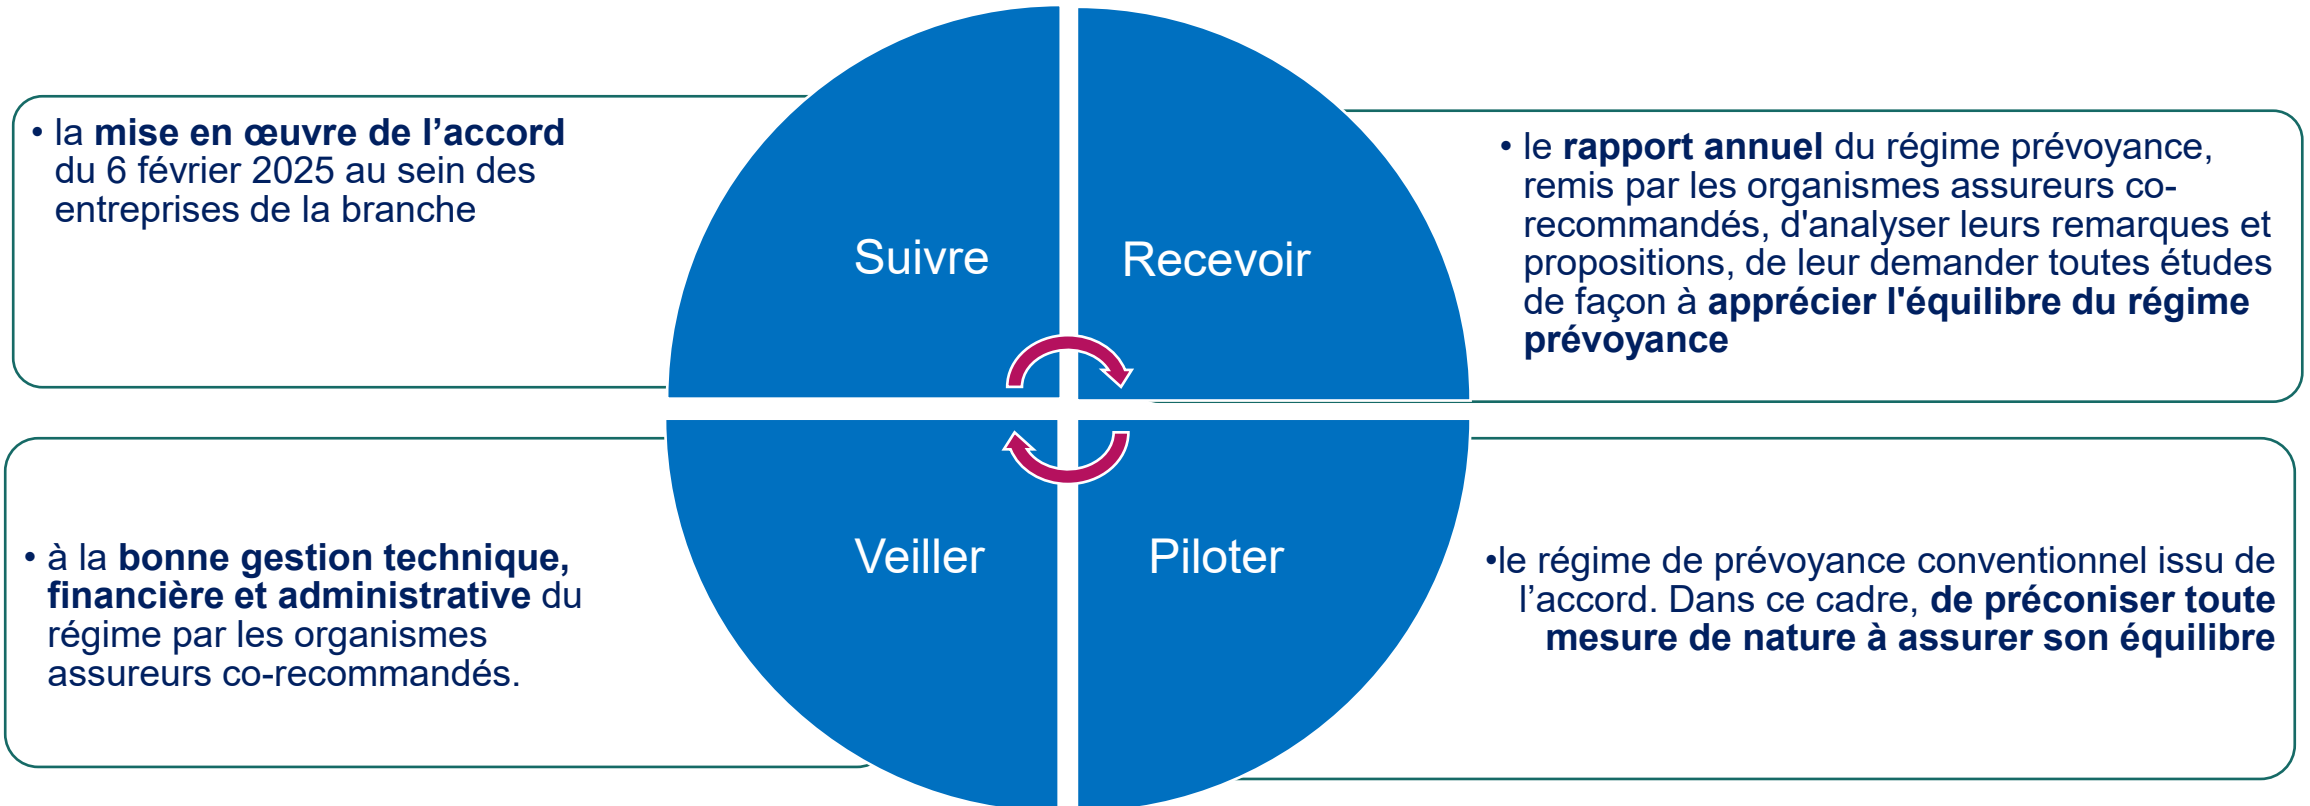 • la mise en œuvre de l’accord
du 6 février 2025 au sein des
entreprises de la branche
Suivre
Recevoir
• le rapport annuel du régime prévoyance,
remis par les organismes assureurs co-
recommandés, d'analyser leurs remarques et
propositions, de leur demander toutes études
de façon à apprécier l'équilibre du régime
prévoyance
• à la bonne gestion technique,
financière et administrative du
régime par les organismes
assureurs co-recommandés.
Veiller
Piloter
•le régime de prévoyance conventionnel issu de
l’accord. Dans ce cadre, de préconiser toute
mesure de nature à assurer son équilibre